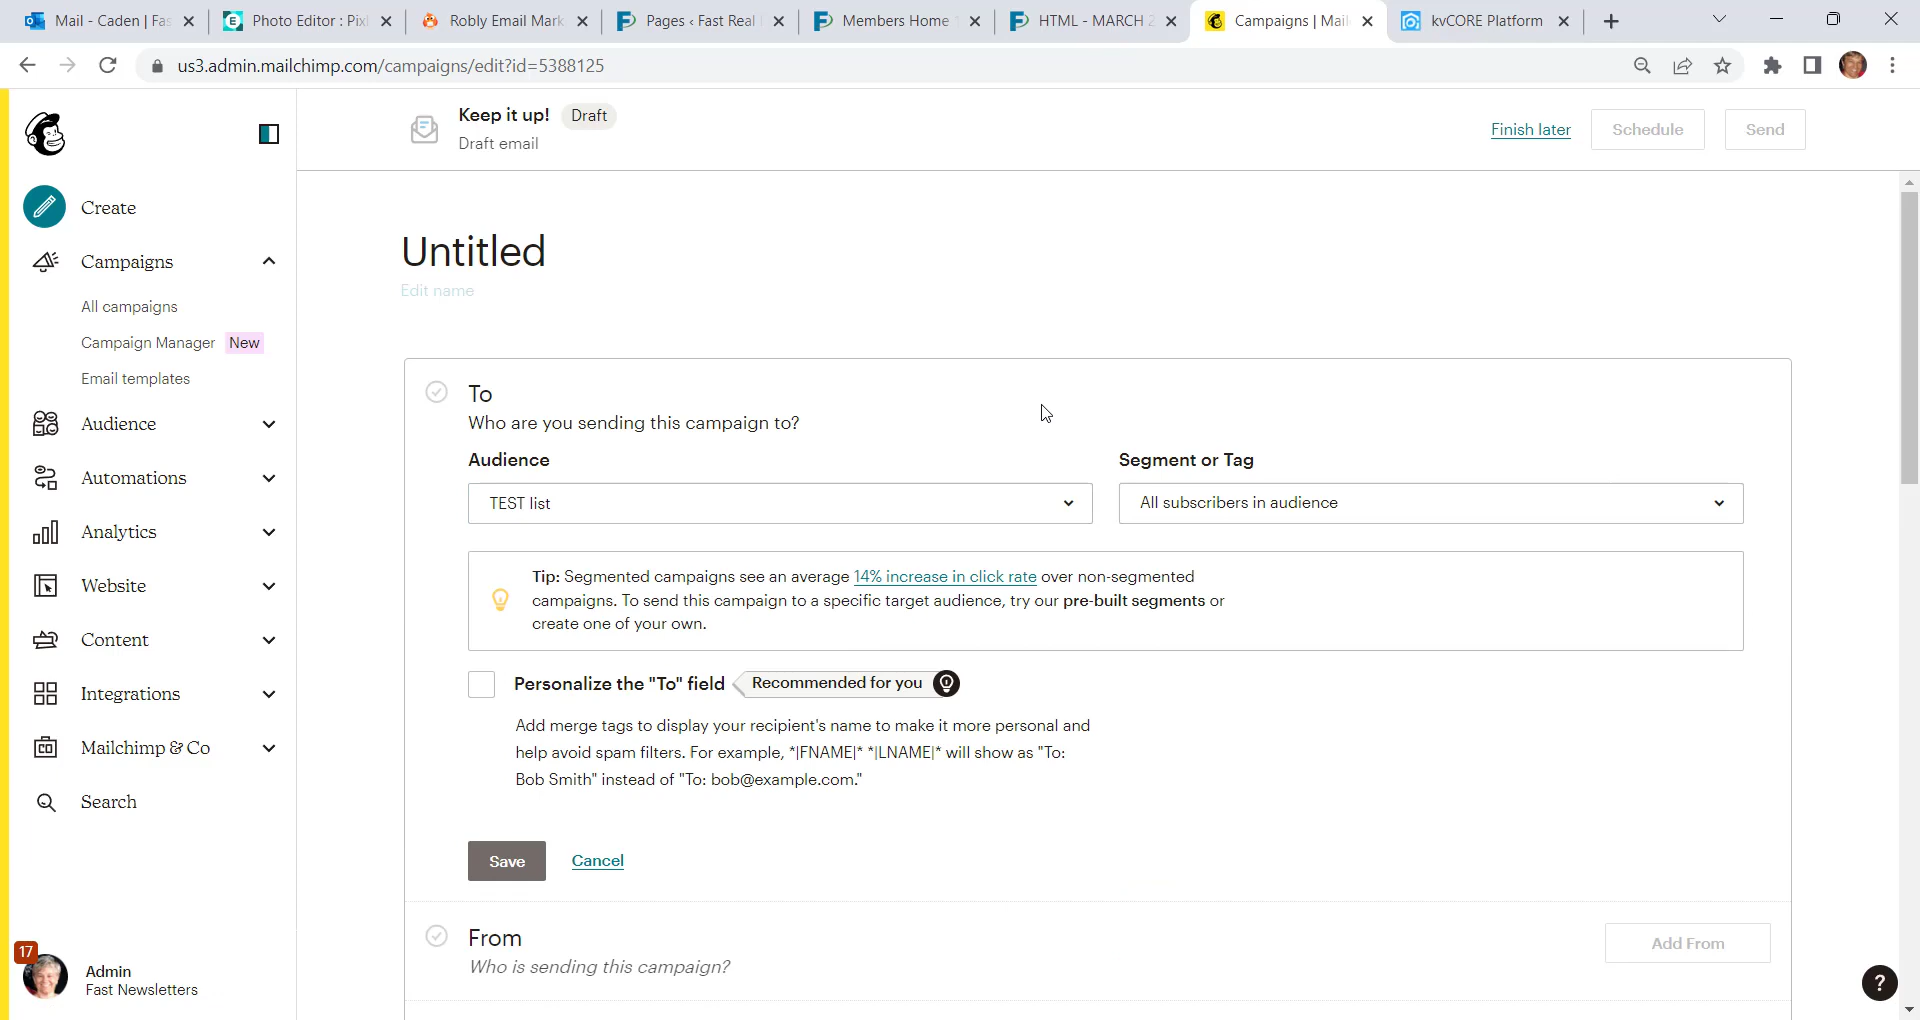 Mail - Caden | Fas
Photo Editor : Pixl
Robly Email Mark
Pages ‹ Fast Real
Members Home
HTML - MARCH 2
Campaigns | Mail
kvCORE Platform
us3.admin.mailchimp.com/campaigns/edit?id=5388125
Keep it up! Draft
Draft email
Finish later
Schedule
Send
Create
Campaigns
All campaigns
Campaign Manager New
Email templates
Audience
Automations
Analytics
Website
Content
Integrations
Mailchimp & Co
Search
17
Admin
Fast Newsletters
Untitled
Edit name
To
Who are you sending this campaign to?
Audience
TEST list
Segment or Tag
All subscribers in audience
Tip: Segmented campaigns see an average 14% increase in click rate over non-segmented
campaigns. To send this campaign to a specific target audience, try our pre-built segments or
create one of your own.
Personalize the "To" field
Recommended for you
Add merge tags to display your recipient's name to make it more personal and
help avoid spam filters. For example, *|FNAME|* *|LNAME|* will show as "To:
Bob Smith" instead of "To: bob@example.com."
Save
Cancel
From
Who is sending this campaign?
Add From
?